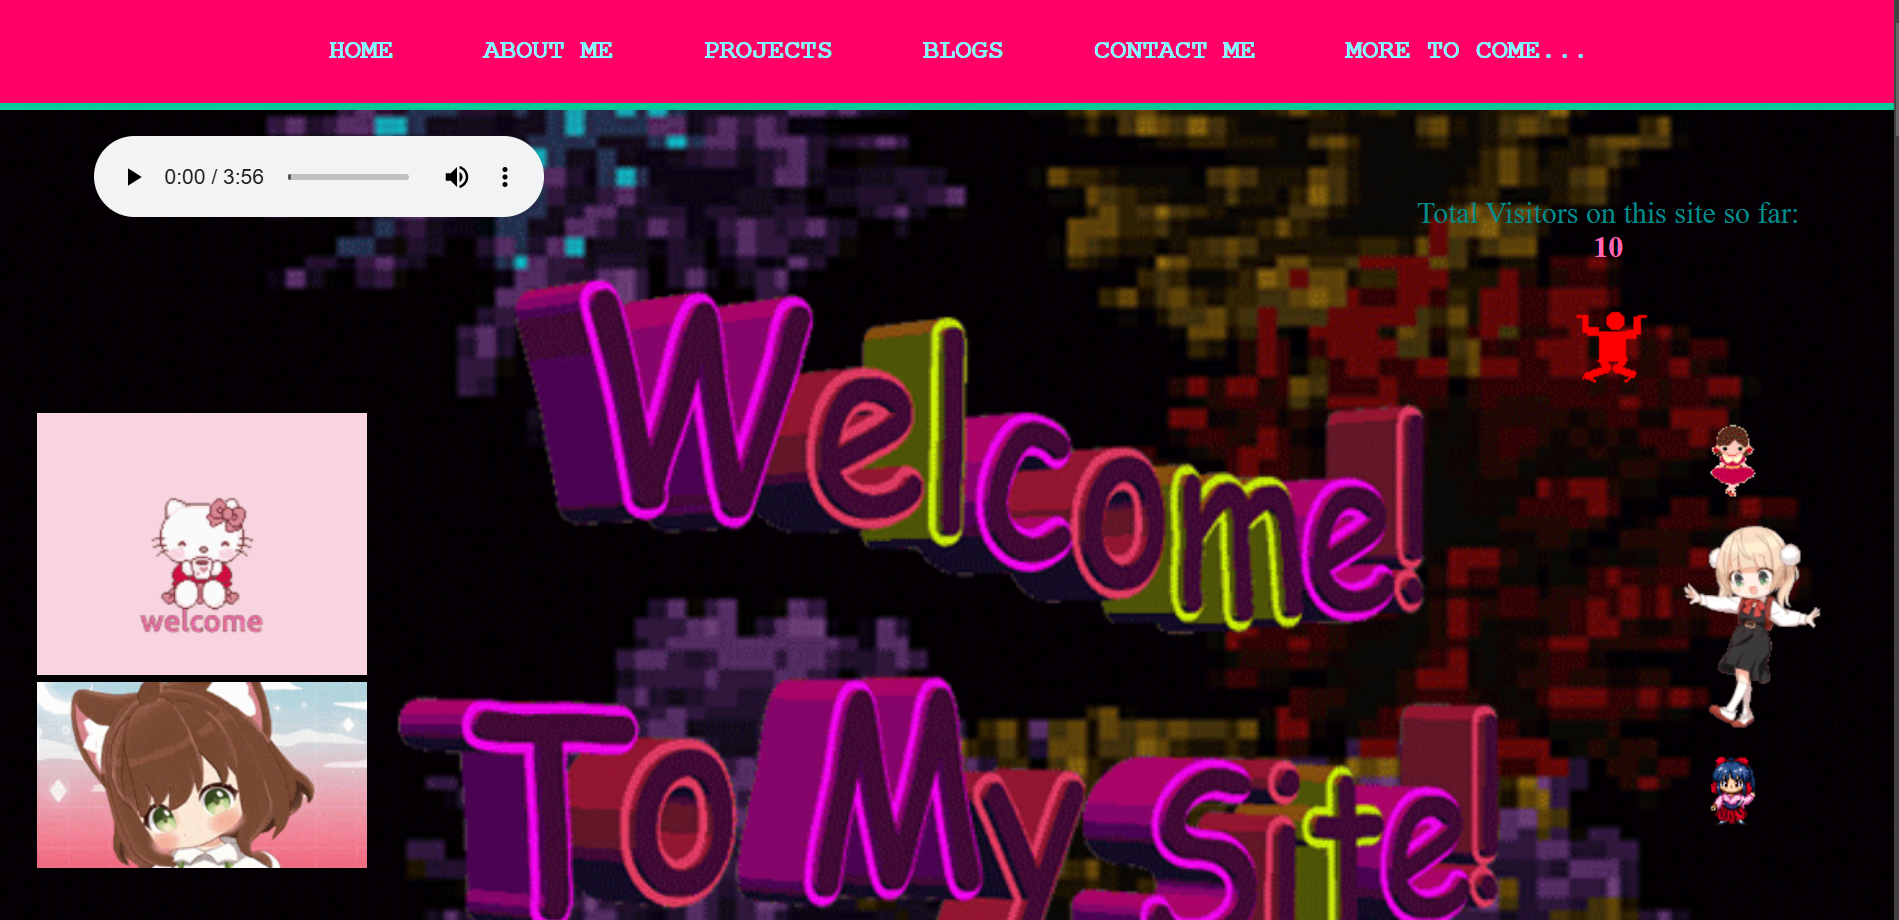 HOME ABOUT ME PROJECTS BLOGS CONTACT ME MORE TO COME...
0:00 / 3:56
Total Visitors on this site so far:
10
Welcome!
welcome
To My Site!